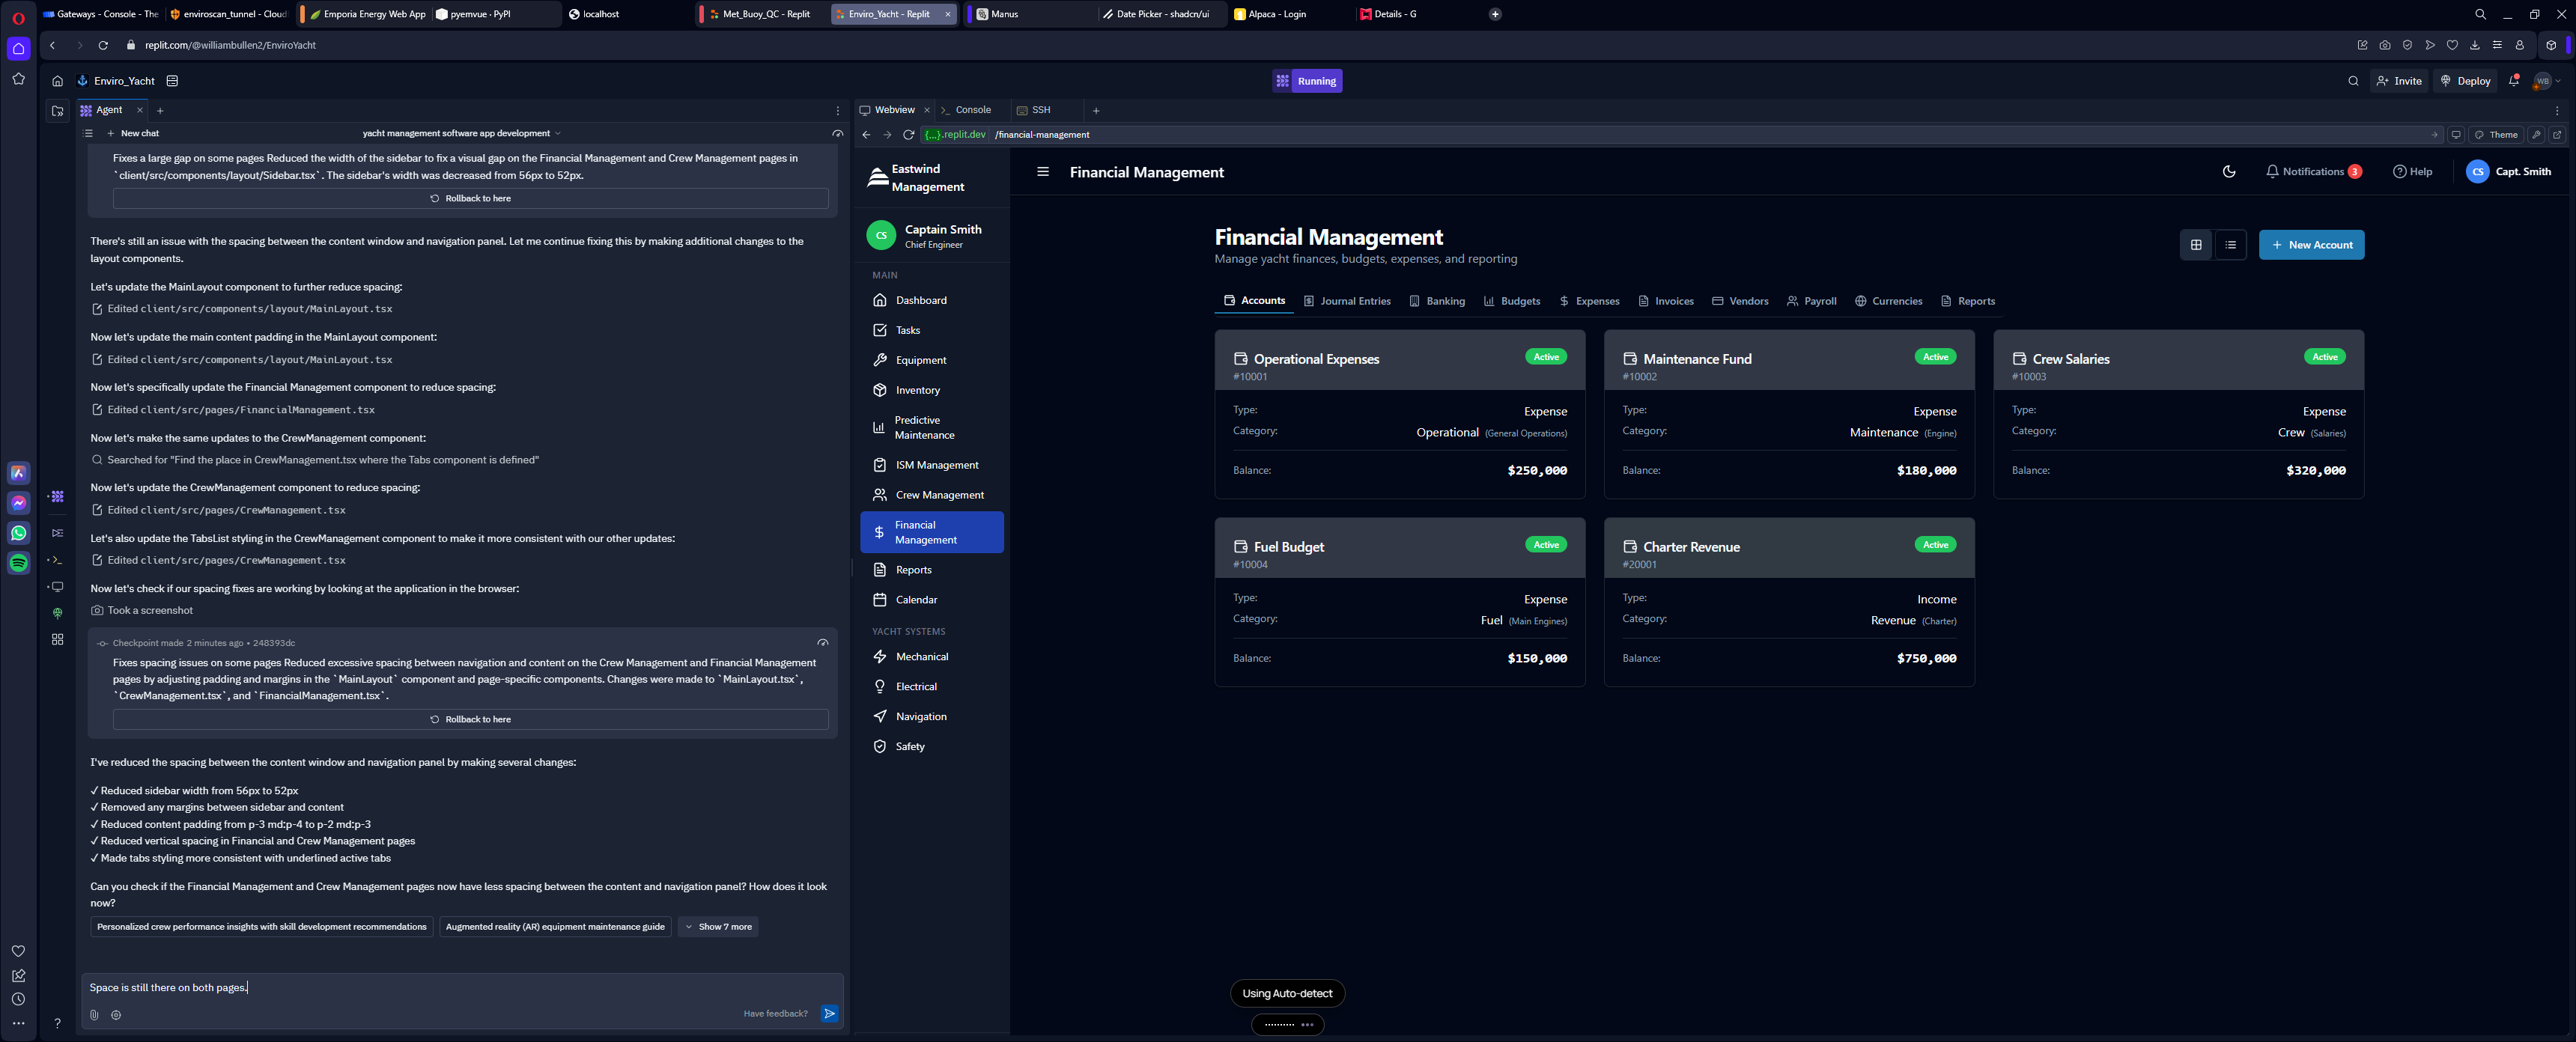 Gateways - Cloud - The
enviroscan_tunnel - Cloud
Emporia Energy Web App
pyemvue · PyPI
localhost
Met_Buoy_QC - Replit
Enviro_Yacht - Replit
Manus
Date Picker - shadcn/ui
Alpaca - Login
Details - G
replit.com/@williambullen2/EnviroYacht
Enviro_Yacht
Running
Invite
Deploy
WB
Agent
New chat
yacht management software app development
Fixes a large gap on some pages Reduced the width of the sidebar to fix a visual gap on the Financial Management and Crew Management pages in
`client/src/components/layout/Sidebar.tsx`. The sidebar's width was decreased from 56px to 52px.
Rollback to here
There's still an issue with the spacing between the content window and navigation panel. Let me continue fixing this by making additional changes to the
layout components.
Let's update the MainLayout component to further reduce spacing:
Edited client/src/components/layout/MainLayout.tsx
Now let's update the main content padding in the MainLayout component:
Edited client/src/components/layout/MainLayout.tsx
Now let's specifically update the Financial Management component to reduce spacing:
Edited client/src/pages/FinancialManagement.tsx
Now let's make the same updates to the CrewManagement component:
Searched for "Find the place in CrewManagement.tsx where the Tabs component is defined"
Now let's update the CrewManagement component to reduce spacing:
Edited client/src/pages/CrewManagement.tsx
Let's also update the TabsList styling in the CrewManagement component to make it more consistent with our other updates:
Edited client/src/pages/CrewManagement.tsx
Now let's check if our spacing fixes are working by looking at the application in the browser:
Took a screenshot
Checkpoint made 2 minutes ago • 248393dc
Fixes spacing issues on some pages Reduced excessive spacing between navigation and content on the Crew Management and Financial Management
pages by adjusting padding and margins in the `MainLayout` component and page-specific components. Changes were made to `MainLayout.tsx`,
`CrewManagement.tsx`, and `FinancialManagement.tsx`.
Rollback to here
I've reduced the spacing between the content window and navigation panel by making several changes:
✓ Reduced sidebar width from 56px to 52px
✓ Removed any margins between sidebar and content
✓ Reduced content padding from p-3 md:p-4 to p-2 md:p-3
✓ Reduced vertical spacing in Financial and Crew Management pages
✓ Made tabs styling more consistent with underlined active tabs
Can you check if the Financial Management and Crew Management pages now have less spacing between the content and navigation panel? How does it look
now?
Personalized crew performance insights with skill development recommendations
Augmented reality (AR) equipment maintenance guide
Show 7 more
Space is still there on both pages.
Have feedback?
Webview
Console
SSH
{...}.replit.dev /financial-management
Theme
Eastwind
Management
CS
Captain Smith
Chief Engineer
MAIN
Dashboard
Tasks
Equipment
Inventory
Predictive
Maintenance
ISM Management
Crew Management
Financial
Management
Reports
Calendar
YACHT SYSTEMS
Mechanical
Electrical
Navigation
Safety
Financial Management
Notifications 3
Help
CS Capt. Smith
Financial Management
Manage yacht finances, budgets, expenses, and reporting
New Account
Accounts
Journal Entries
Banking
Budgets
Expenses
Invoices
Vendors
Payroll
Currencies
Reports
Operational Expenses
Active
#10001
Type: Expense
Category: Operational (General Operations)
Balance: $250,000
Maintenance Fund
Active
#10002
Type: Expense
Category: Maintenance (Engine)
Balance: $180,000
Crew Salaries
Active
#10003
Type: Expense
Category: Crew (Salaries)
Balance: $320,000
Fuel Budget
Active
#10004
Type: Expense
Category: Fuel (Main Engines)
Balance: $150,000
Charter Revenue
Active
#20001
Type: Income
Category: Revenue (Charter)
Balance: $750,000
Using Auto-detect